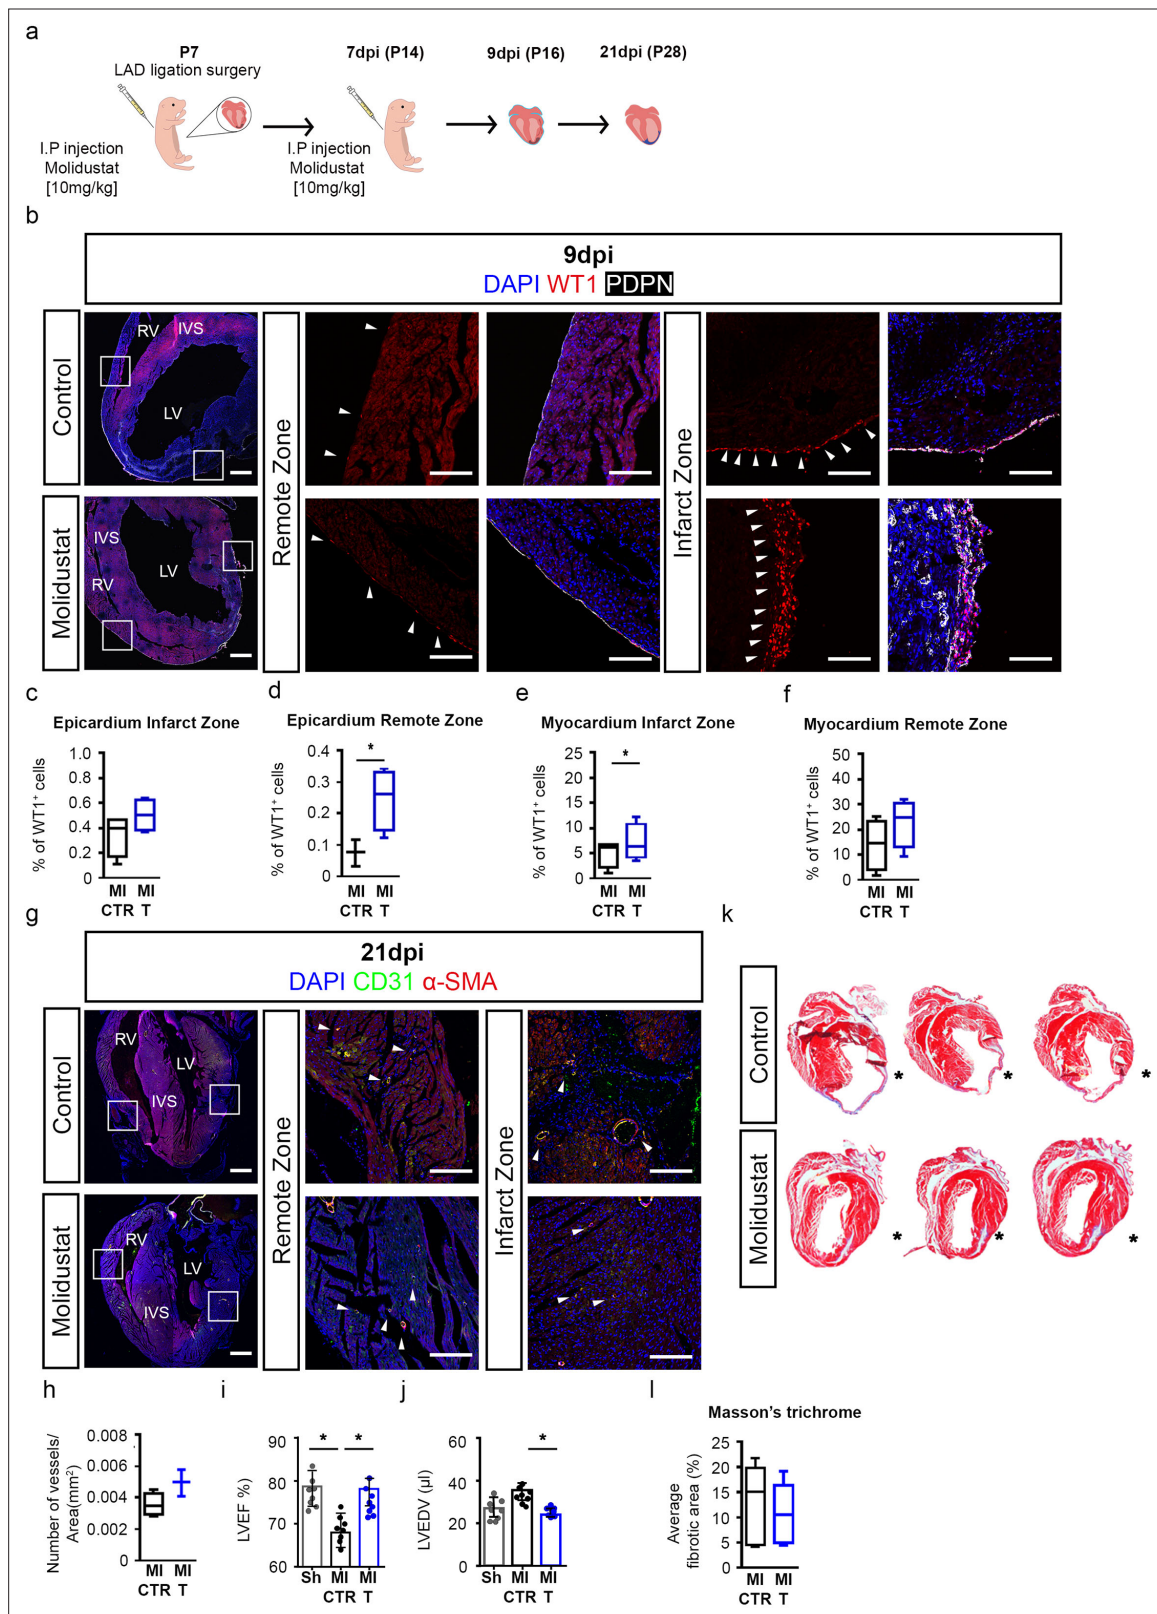 a
P7
LAD ligation surgery
7dpi (P14)
9dpi (P16)
21dpi (P28)
I.P injection
Molidustat
[10mg/kg]
I.P injection
Molidustat
[10mg/kg]
b
9dpi
DAPI WT1 PDPN
Control
RV
IVS
LV
Remote Zone
Infarct Zone
Molidustat
IVS
RV
LV
c
Epicardium Infarct Zone
% of WT1⁺ cells
1.0
0.8
0.6
0.4
0.2
0
MI MI
CTR T
d
Epicardium Remote Zone
% of WT1⁺ cells
0.4
0.3
0.2
0.1
0
*
MI MI
CTR T
e
Myocardium Infarct Zone
% of WT1⁺ cells
25
20
15
10
5
0
*
MI MI
CTR T
f
Myocardium Remote Zone
% of WT1⁺ cells
50
40
30
20
10
0
MI MI
CTR T
g
21dpi
DAPI CD31 α-SMA
Control
RV
LV
IVS
Remote Zone
Infarct Zone
Molidustat
RV
LV
IVS
k
Control
* * *
Molidustat
* * *
h
Number of vessels/
Area(mm²)
0.008
0.006
0.004
0.002
0
MI MI
CTR T
i
LVEF %)
90
80
70
60
* *
Sh MI MI
CTR T
j
LVEDV (µl)
60
40
20
0
*
Sh MI MI
CTR T
l
Masson's trichrome
Average
fibrotic area (%)
25
20
15
10
5
0
MI MI
CTR T